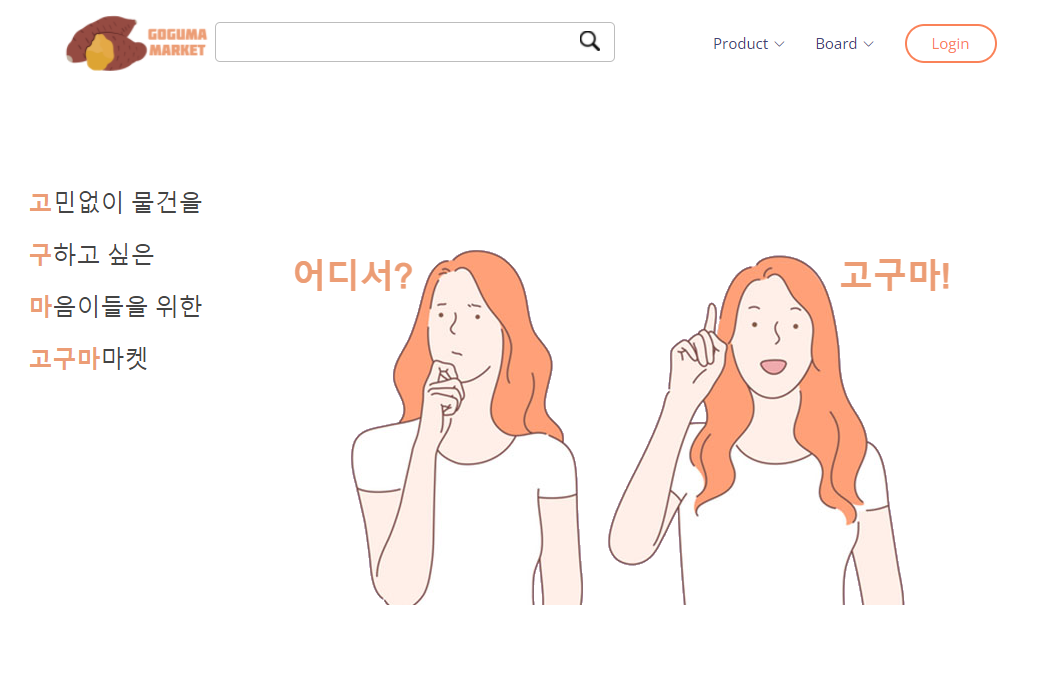 GOGUMA
MARKET
Product
Board
Login
고민없이 물건을
구하고 싶은
마음이들을 위한
고구마마켓
어디서?
고구마!